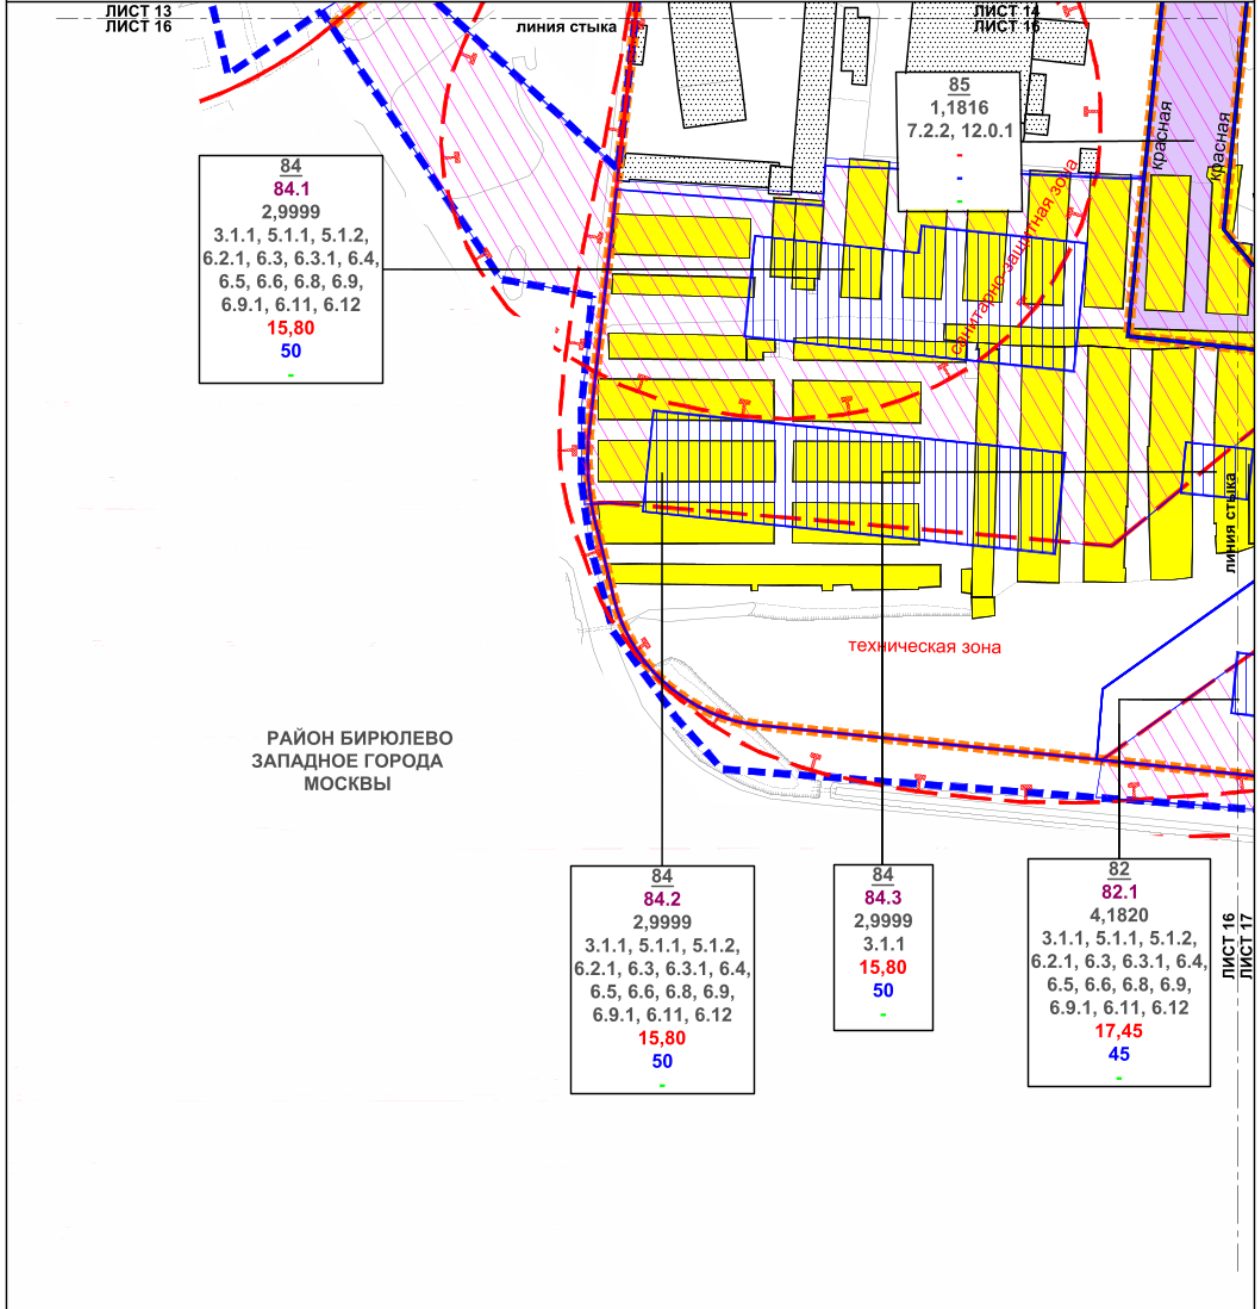 ЛИСТ 13
ЛИСТ 16
линия стыка
ЛИСТ 14
ЛИСТ 15
85
1,1816
7.2.2, 12.0.1
-
-
-
красная
красная
84
84.1
2,9999
3.1.1, 5.1.1, 5.1.2,
6.2.1, 6.3, 6.3.1, 6.4,
6.5, 6.6, 6.8, 6.9,
6.9.1, 6.11, 6.12
15,80
50
-
санитарно-защитная зона
линия стыка
техническая зона
РАЙОН БИРЮЛЕВО
ЗАПАДНОЕ ГОРОДА
МОСКВЫ
84
84.2
2,9999
3.1.1, 5.1.1, 5.1.2,
6.2.1, 6.3, 6.3.1, 6.4,
6.5, 6.6, 6.8, 6.9,
6.9.1, 6.11, 6.12
15,80
50
-
84
84.3
2,9999
3.1.1
15,80
50
-
82
82.1
4,1820
3.1.1, 5.1.1, 5.1.2,
6.2.1, 6.3, 6.3.1, 6.4,
6.5, 6.6, 6.8, 6.9,
6.9.1, 6.11, 6.12
17,45
45
-
ЛИСТ 16
ЛИСТ 17